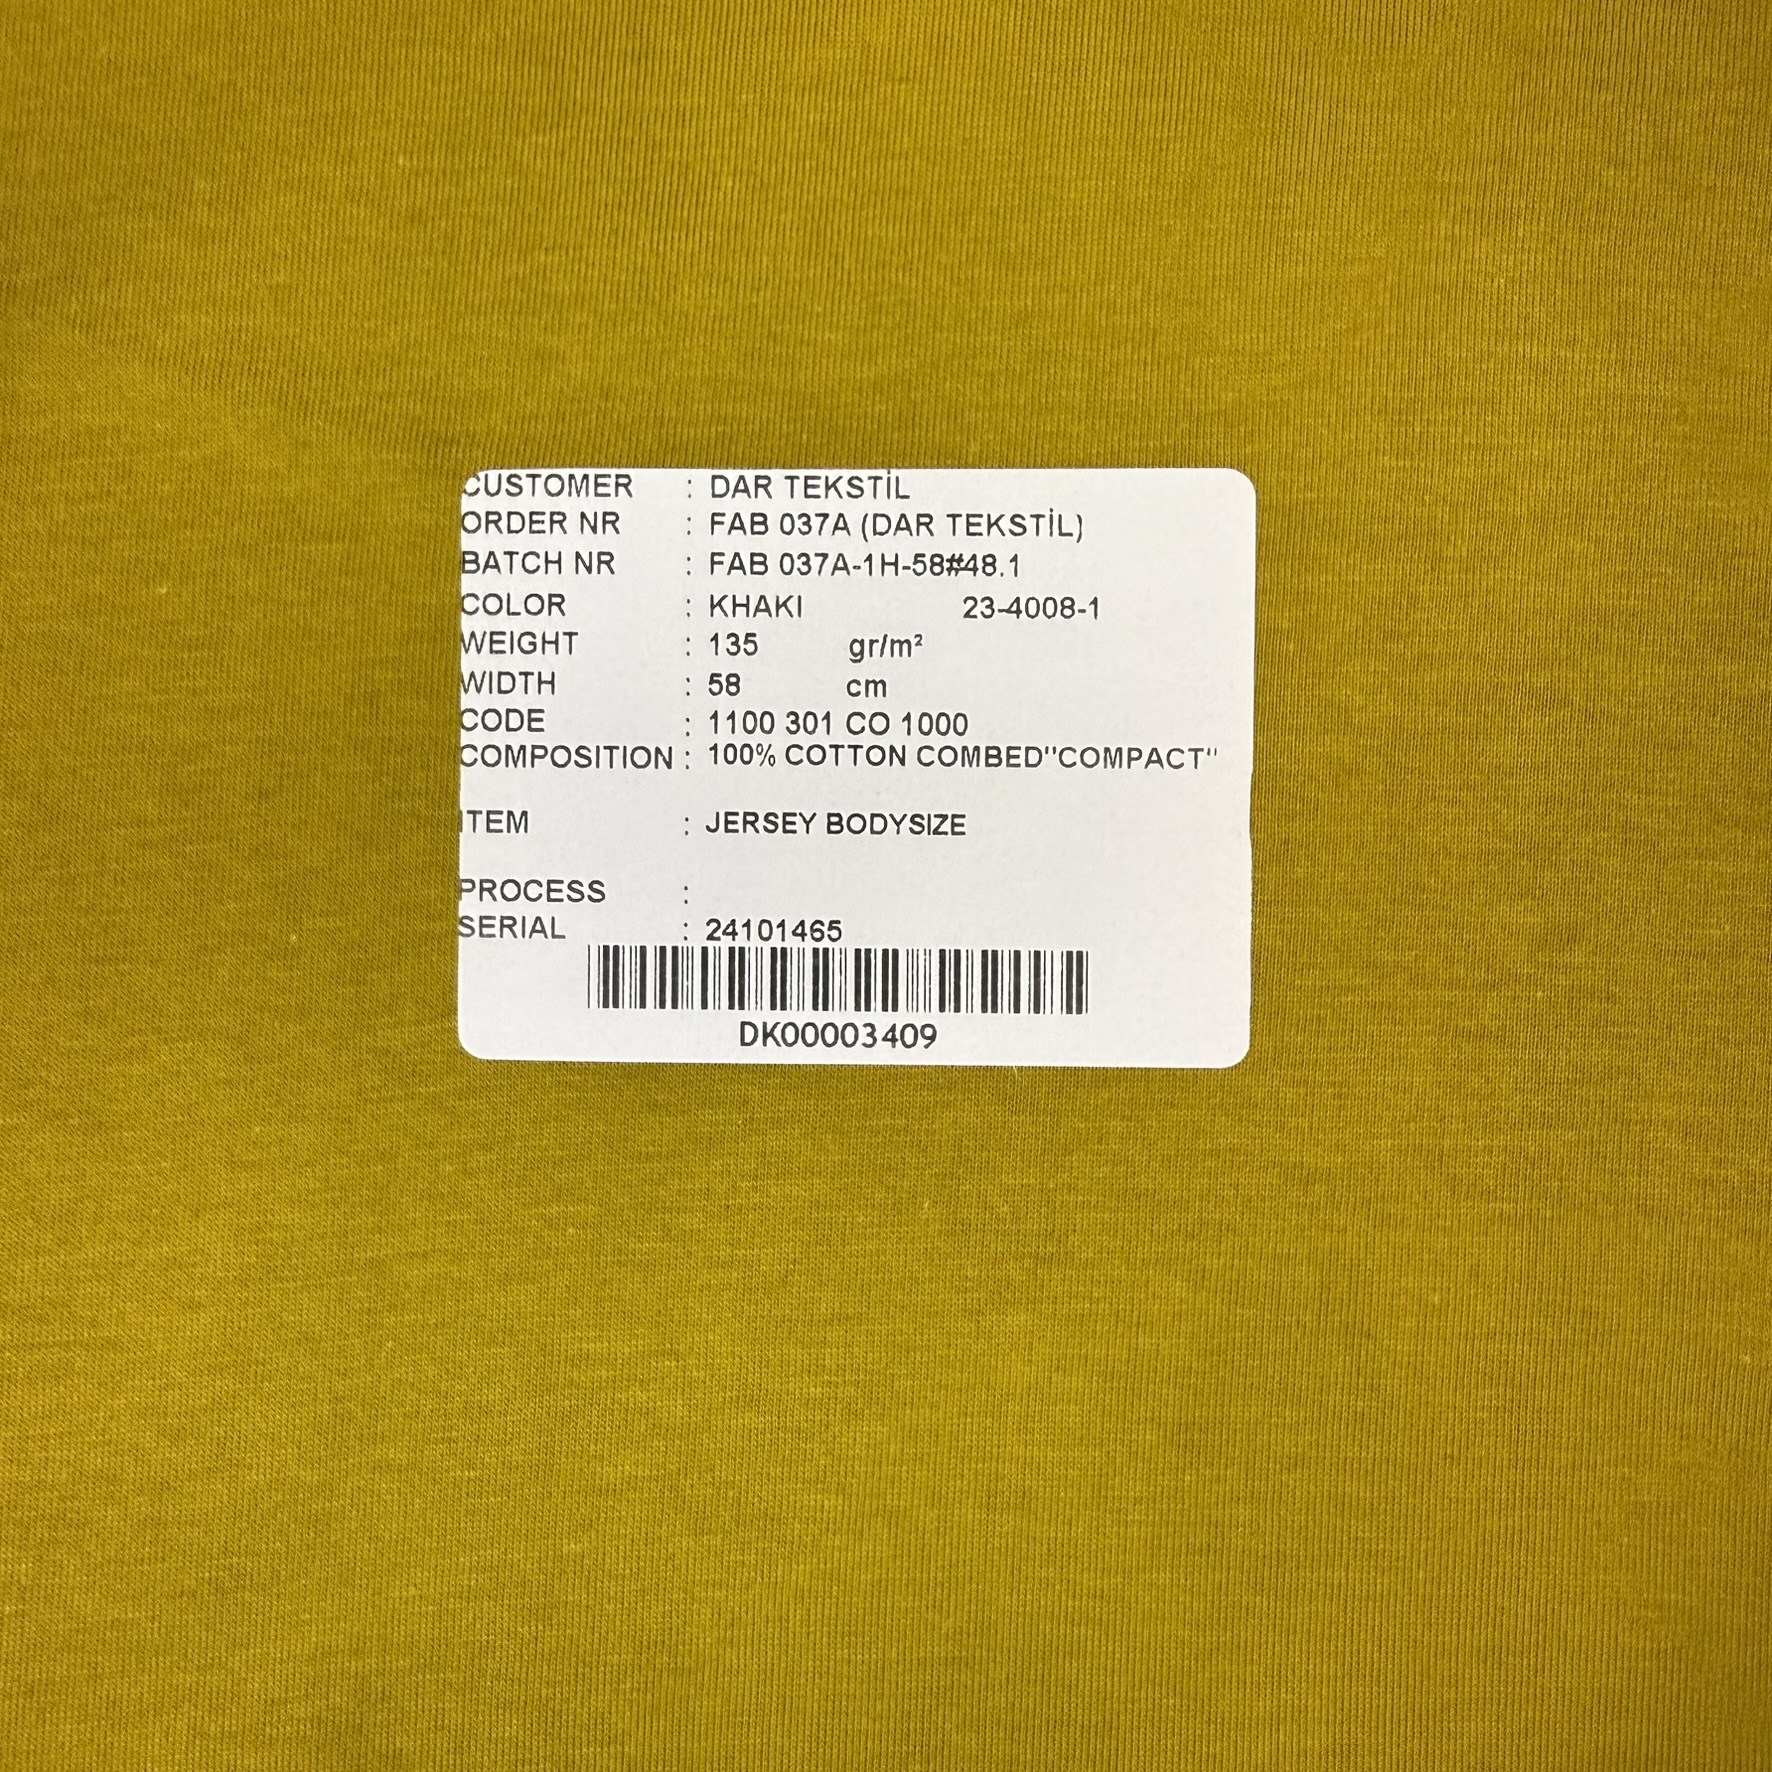 CUSTOMER : DAR TEKSTİL
ORDER NR : FAB 037A (DAR TEKSTİL)
BATCH NR : FAB 037A-1H-58#48.1
COLOR : KHAKI 23-4008-1
WEIGHT : 135 gr/m²
WIDTH : 58 cm
CODE : 1100 301 CO 1000
COMPOSITION : 100% COTTON COMBED"COMPACT"
ITEM : JERSEY BODYSIZE
PROCESS :
SERIAL : 24101465
DK00003409